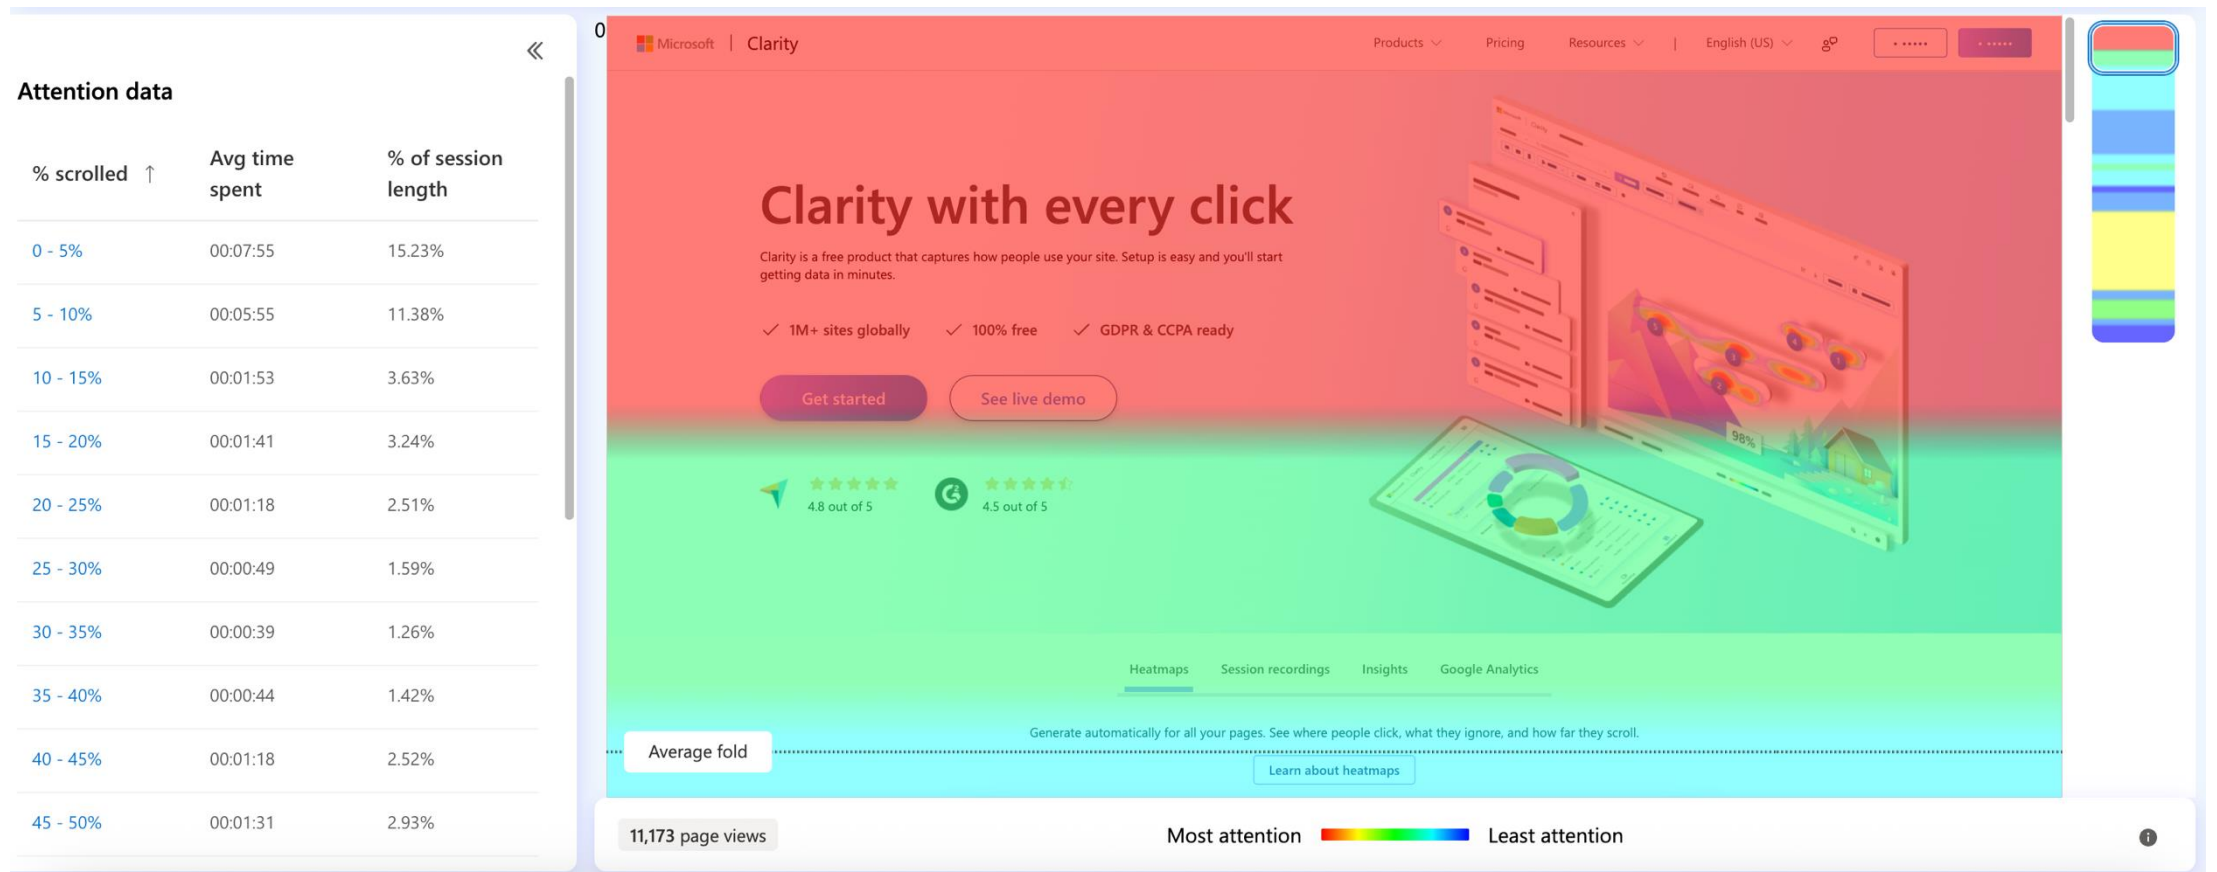 Attention data
% scrolled ↑ Avg time spent % of session length
0 - 5% 00:07:55 15.23%
5 - 10% 00:05:55 11.38%
10 - 15% 00:01:53 3.63%
15 - 20% 00:01:41 3.24%
20 - 25% 00:01:18 2.51%
25 - 30% 00:00:49 1.59%
30 - 35% 00:00:39 1.26%
35 - 40% 00:00:44 1.42%
40 - 45% 00:01:18 2.52%
45 - 50% 00:01:31 2.93%
0
Microsoft | Clarity Products Pricing Resources | English (US)
Clarity with every click
Clarity is a free product that captures how people use your site. Setup is easy and you'll start
getting data in minutes.
1M+ sites globally 100% free GDPR & CCPA ready
Get started See live demo
98%
4.8 out of 5 4.5 out of 5
Heatmaps Session recordings Insights Google Analytics
Generate automatically for all your pages. See where people click, what they ignore, and how far they scroll.
Average fold
Learn about heatmaps
11,173 page views Most attention Least attention